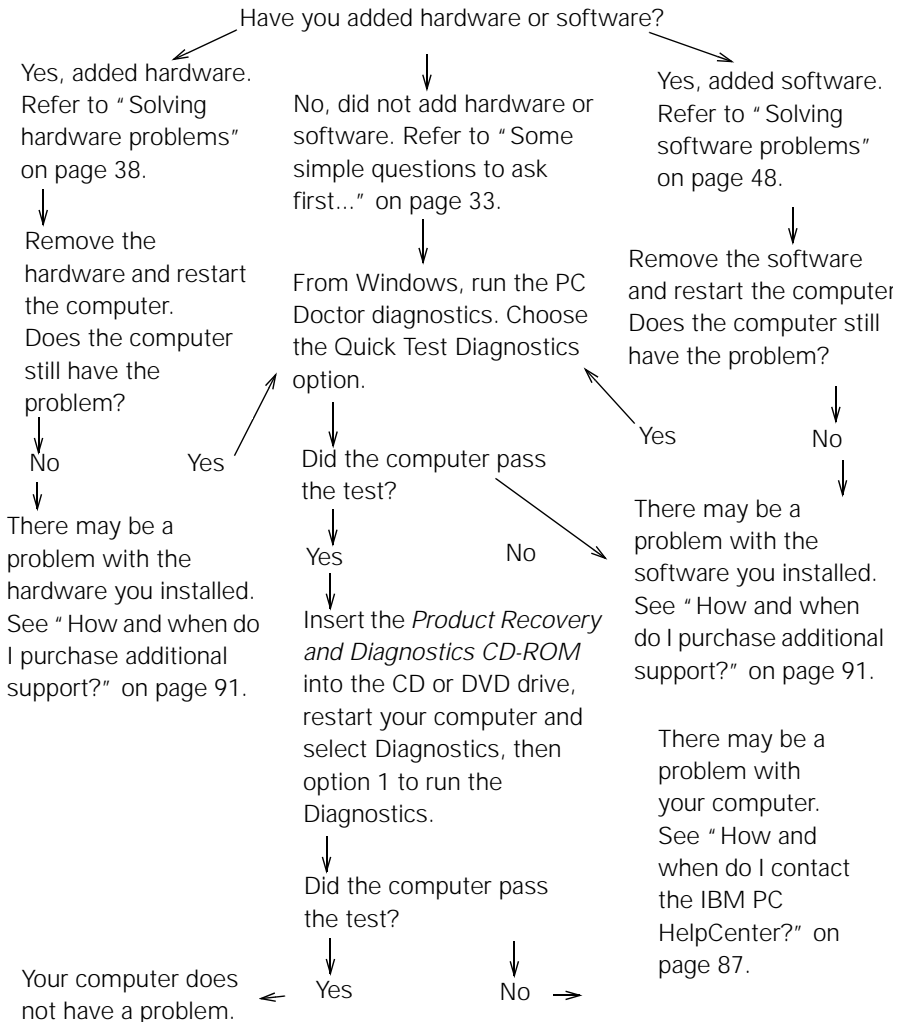 Have you added hardware or software?
Yes, added hardware.
Refer to "Solving
hardware problems"
on page 38.
No, did not add hardware or
software. Refer to "Some
simple questions to ask
first..." on page 33.
Yes, added software.
Refer to "Solving
software problems"
on page 48.
Remove the
hardware and restart
the computer.
Does the computer
still have the
problem?
From Windows, run the PC
Doctor diagnostics. Choose
the Quick Test Diagnostics
option.
Remove the software
and restart the computer
Does the computer still
have the problem?
No
Yes
Did the computer pass
the test?
Yes
No
There may be a
problem with the
hardware you installed.
See "How and when do
I purchase additional
support?" on page 91.
Yes
No
There may be a
problem with the
software you installed.
See "How and when
do I purchase additional
support?" on page 91.
Insert the Product Recovery
and Diagnostics CD-ROM
into the CD or DVD drive,
restart your computer and
select Diagnostics, then
option 1 to run the
Diagnostics.
There may be a
problem with
your computer.
See "How and
when do I contact
the IBM PC
HelpCenter?" on
page 87.
Did the computer pass
the test?
Your computer does
not have a problem.
Yes
No